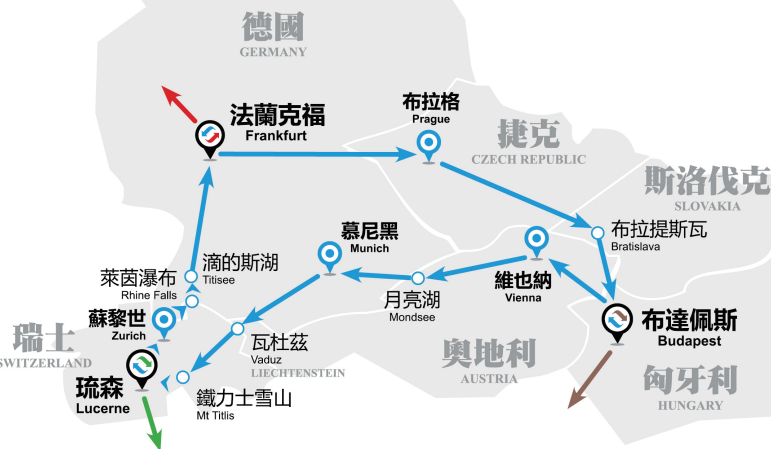 德國
GERMANY
法蘭克福
Frankfurt
布拉格
Prague
捷克
CZECH REPUBLIC
斯洛伐克
SLOVAKIA
布拉提斯瓦
Bratislava
慕尼黑
Munich
滴的斯湖
Titisee
萊茵瀑布
Rhine Falls
月亮湖
Mondsee
維也納
Vienna
蘇黎世
Zurich
布達佩斯
Budapest
瑞士
SWITZERLAND
瓦杜茲
Vaduz
LIECHTENSTEIN
奧地利
AUSTRIA
匈牙利
HUNGARY
琉森
Lucerne
鐵力士雪山
Mt Titlis